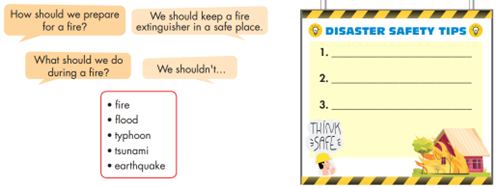 How should we prepare
for a fire?
We should keep a fire
extinguisher in a safe place.
What should we do
during a fire?
We shouldn't...
• fire
• flood
• typhoon
• tsunami
• earthquake
DISASTER SAFETY TIPS
1.
2.
3.
THINK
SAFE